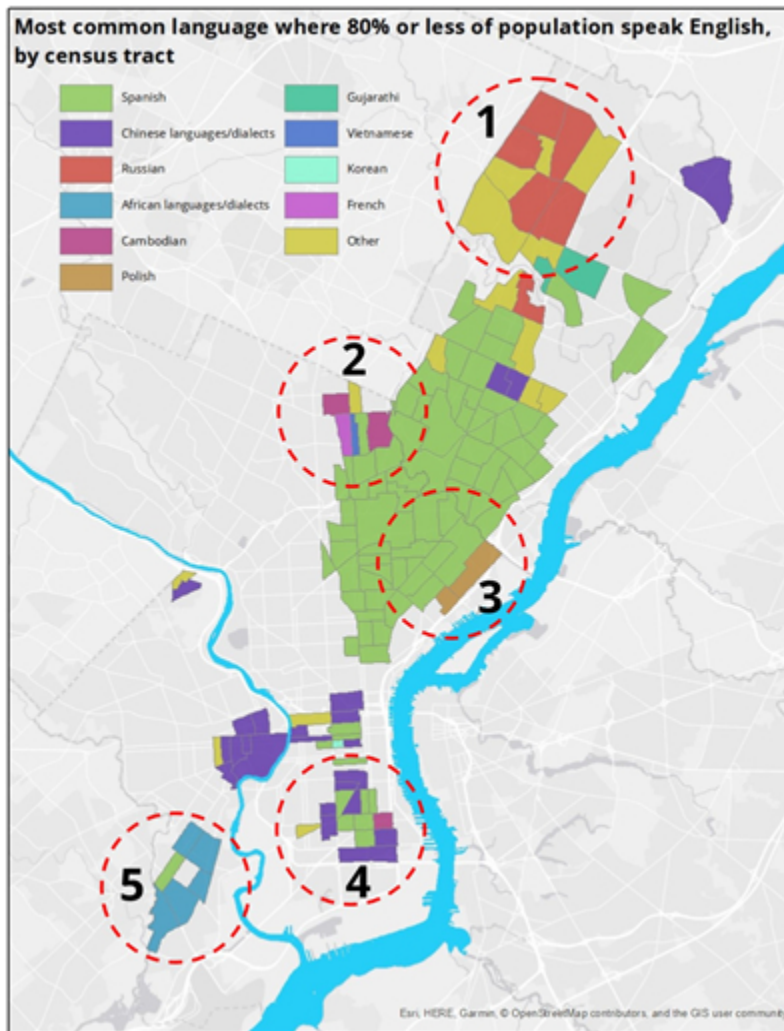 Most common language where 80% or less of population speak English,
by census tract
Spanish
Gujarathi
Chinese languages/dialects
Vietnamese
Russian
Korean
African languages/dialects
French
Cambodian
Other
Polish
1
2
3
4
5
Esri, HERE, Garmin, © OpenStreetMap contributors, and the GIS user commun